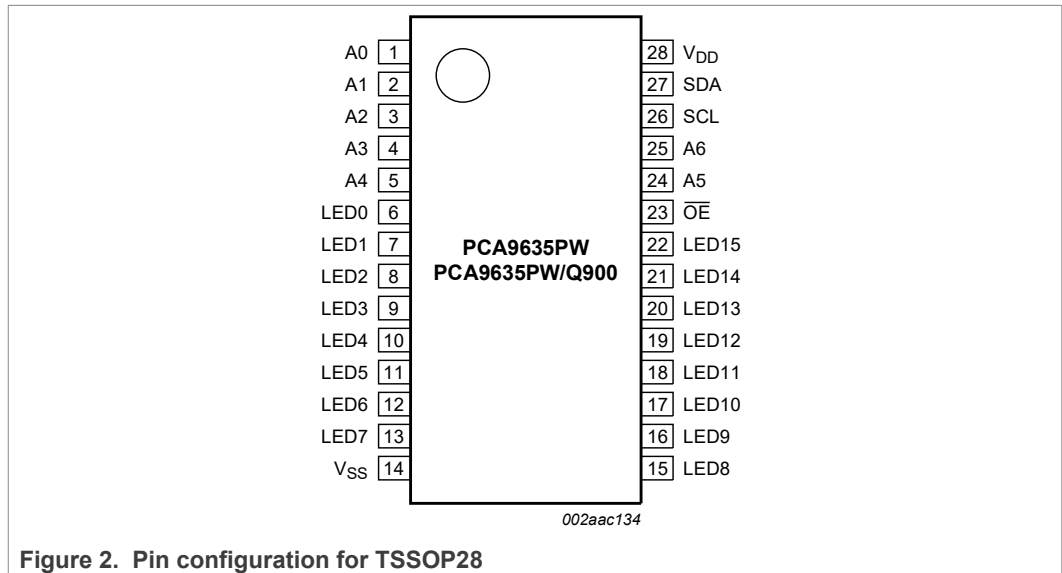 A0 1 28 VDD
A1 2 27 SDA
A2 3 26 SCL
A3 4 25 A6
A4 5 24 A5
LED0 6 23 O̅E̅
LED1 7 22 LED15
PCA9635PW
LED2 8 21 LED14
PCA9635PW/Q900
LED3 9 20 LED13
LED4 10 19 LED12
LED5 11 18 LED11
LED6 12 17 LED10
LED7 13 16 LED9
VSS 14 15 LED8
002aac134
Figure 2. Pin configuration for TSSOP28